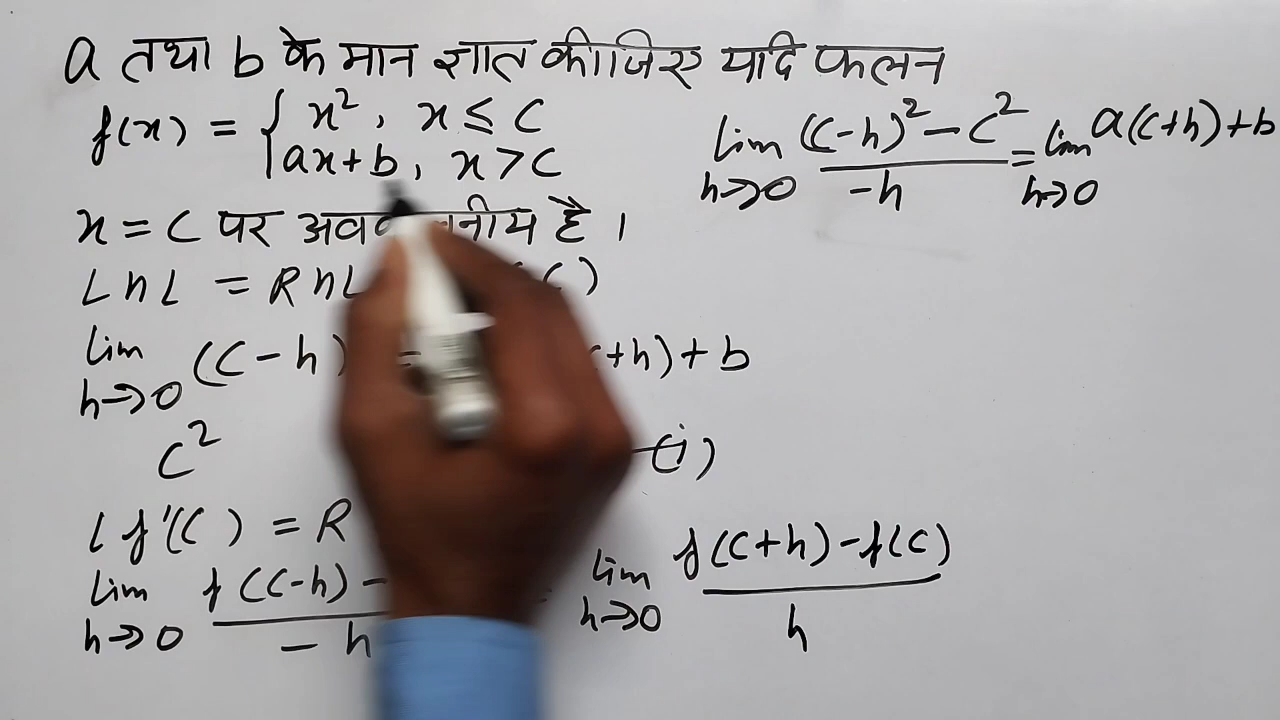 a तथा b के मान ज्ञात कीजिए यदि फलन
f(x) = { x², x ≤ c
ax+b, x > c
x = c पर है।
LhL = RhL c)
lim h→0 (c-h) = +h) + b
c² (i)
Lf'(c) = R
lim h→0 f(c-h) - / -h = lim h→0 f(c+h)-f(c) / h
lim h→0 (c-h)² - c² / -h = lim h→0 a(c+h)+b